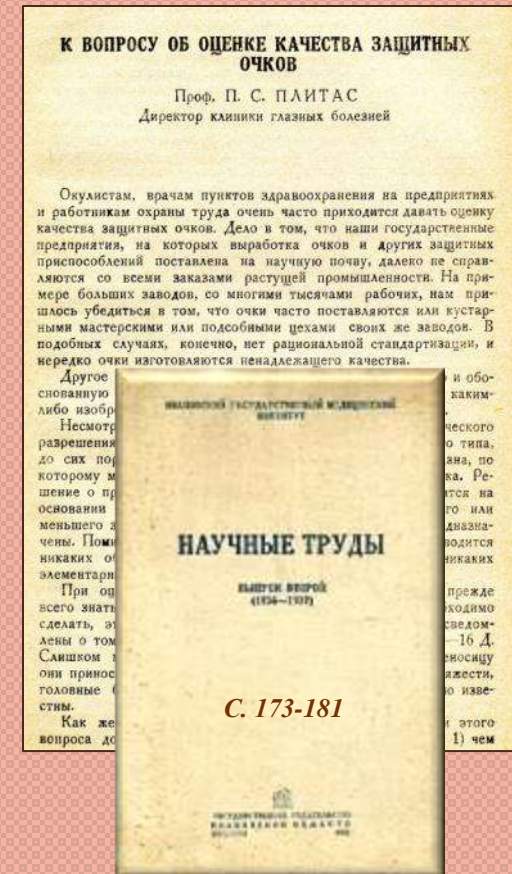 К ВОПРОСУ ОБ ОЦЕНКЕ КАЧЕСТВА ЗАЩИТНЫХ
ОЧКОВ
Проф. П. С. ПЛИТАС
Директор клиники глазных болезней
Окулистам, врачам пунктов здравоохранения на предприятиях
и работникам охраны труда очень часто приходится давать оценку
качества защитных очков. Дело в том, что наши государственные
предприятия, на которых выработка очков и других защитных
приспособлений поставлена на научную почву, далеко не справ-
ляются со всеми заказами растущей промышленности. На при-
мере больших заводов, со многими тысячами рабочих, нам при-
шлось убедиться в том, что очки часто поставляются или кустар-
ными мастерскими или подсобными цехами своих же заводов. В
подобных случаях, конечно, нет рациональной стандартизации, и
нередко очки изготовляются ненадлежащего качества.
Другое и обо-
снованную каким-
либо изобр
Несмотр ческого
разрешения о типа,
до сих пор зна, по
которому м ка. Ре-
шение о пр тся на
основании го или
меньшего з дназна-
чены. Поми водится
никаких о никаких
элементарн
При оц прежде
всего знать ходимо
сделать, э сведом-
лены о том —16 Д.
Слишком еносицу
они принос яжести,
головные о изве-
стны.
Как же и этого
вопроса до 1) чем
ИНСТИТУТ
НАУЧНЫЕ ТРУДЫ
ВЫПУСК ВТОРОЙ
С. 173-181